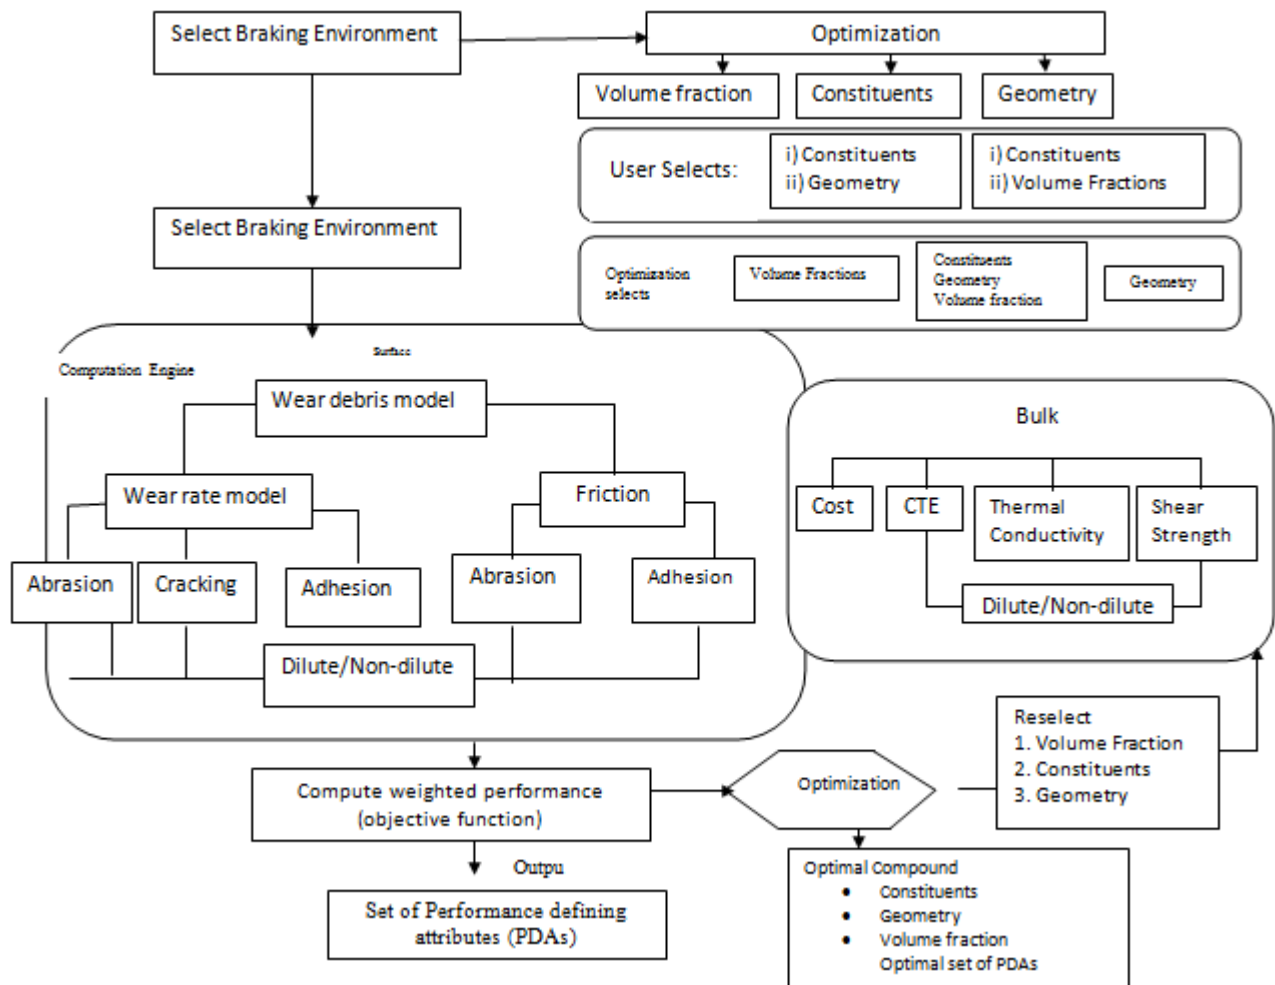 Select Braking Environment
Optimization
Volume fraction
Constituents
Geometry
User Selects:
i) Constituents
ii) Geometry
i) Constituents
ii) Volume Fractions
Select Braking Environment
Optimization
selects
Volume Fractions
Constituents
Geometry
Volume fraction
Geometry
Surface
Computation Engine
Wear debris model
Wear rate model
Friction
Abrasion
Cracking
Adhesion
Abrasion
Adhesion
Dilute/Non-dilute
Bulk
Cost
CTE
Thermal
Conductivity
Shear
Strength
Dilute/Non-dilute
Compute weighted performance
(objective function)
Optimization
Reselect
1. Volume Fraction
2. Constituents
3. Geometry
Outpu
Set of Performance defining
attributes (PDAs)
Optimal Compound
• Constituents
• Geometry
• Volume fraction
Optimal set of PDAs